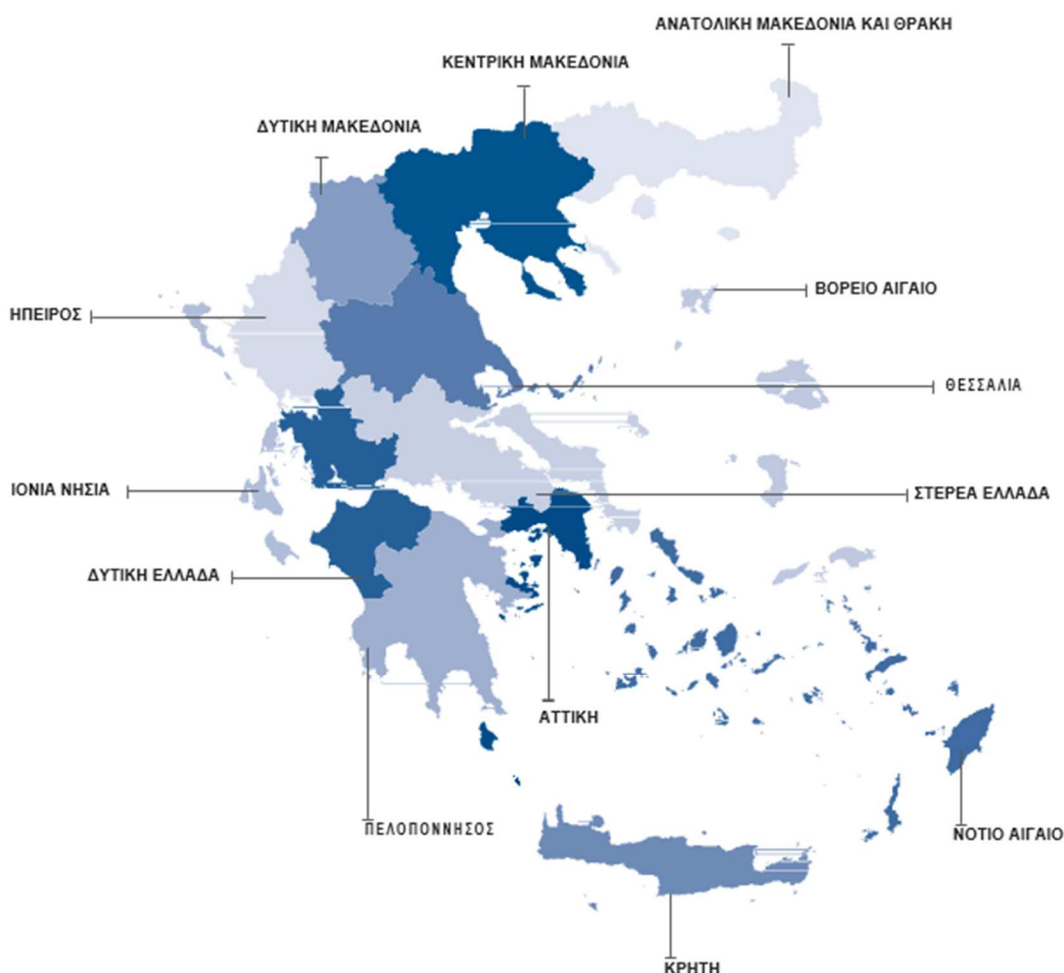 ΑΝΑΤΟΛΙΚΗ ΜΑΚΕΔΟΝΙΑ ΚΑΙ ΘΡΑΚΗ
ΚΕΝΤΡΙΚΗ ΜΑΚΕΔΟΝΙΑ
ΔΥΤΙΚΗ ΜΑΚΕΔΟΝΙΑ
ΒΟΡΕΙΟ ΑΙΓΑΙΟ
ΗΠΕΙΡΟΣ
ΘΕΣΣΑΛΙΑ
ΙΟΝΙΑ ΝΗΣΙΑ
ΣΤΕΡΕΑ ΕΛΛΑΔΑ
ΔΥΤΙΚΗ ΕΛΛΑΔΑ
ΑΤΤΙΚΗ
ΠΕΛΟΠΟΝΝΗΣΟΣ
ΝΟΤΙΟ ΑΙΓΑΙΟ
ΚΡΗΤΗ